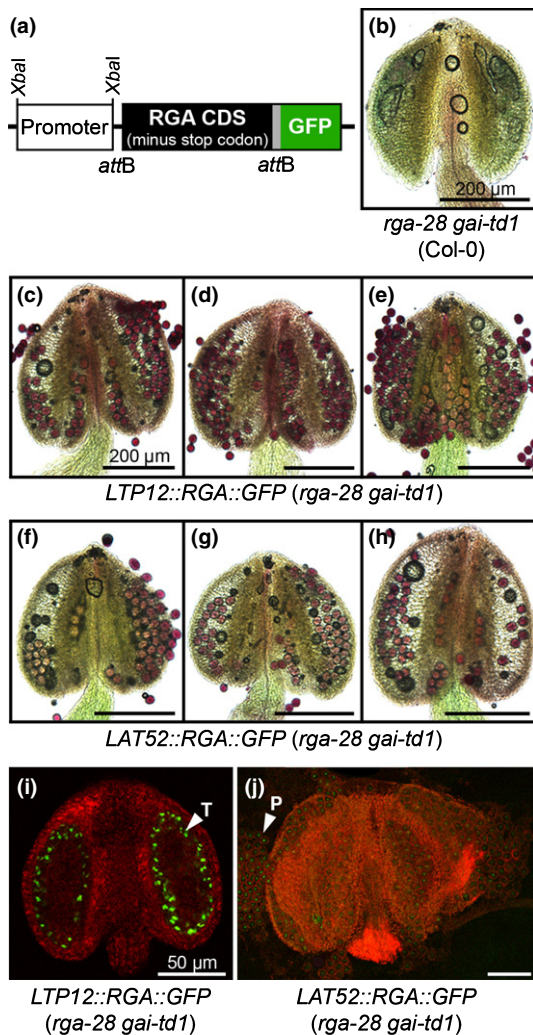 (a)
XbaI
XbaI
Promoter
RGA CDS
(minus stop codon)
GFP
attB
attB
(b)
200 µm
rga-28 gai-td1
(Col-0)
(c)
(d)
(e)
200 µm
LTP12::RGA::GFP (rga-28 gai-td1)
(f)
(g)
(h)
LAT52::RGA::GFP (rga-28 gai-td1)
(i)
T
(j)
P
50 µm
LTP12::RGA::GFP
(rga-28 gai-td1)
LAT52::RGA::GFP
(rga-28 gai-td1)